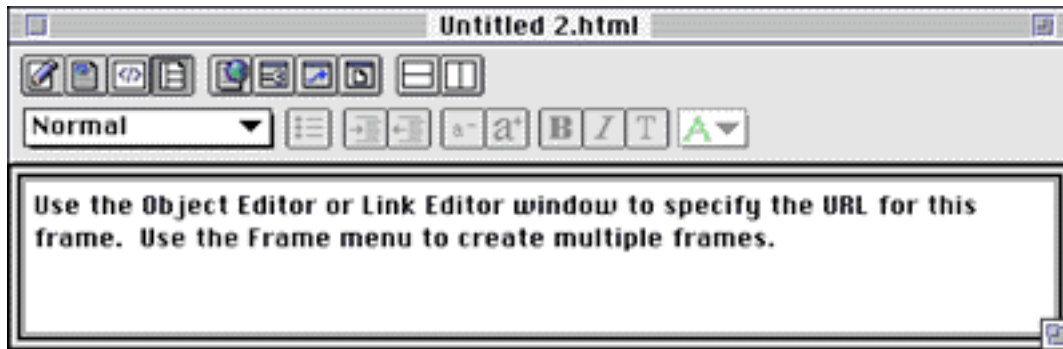 Untitled 2.html
Normal
a- a+ B I T A
Use the Object Editor or Link Editor window to specify the URL for this
frame. Use the Frame menu to create multiple frames.